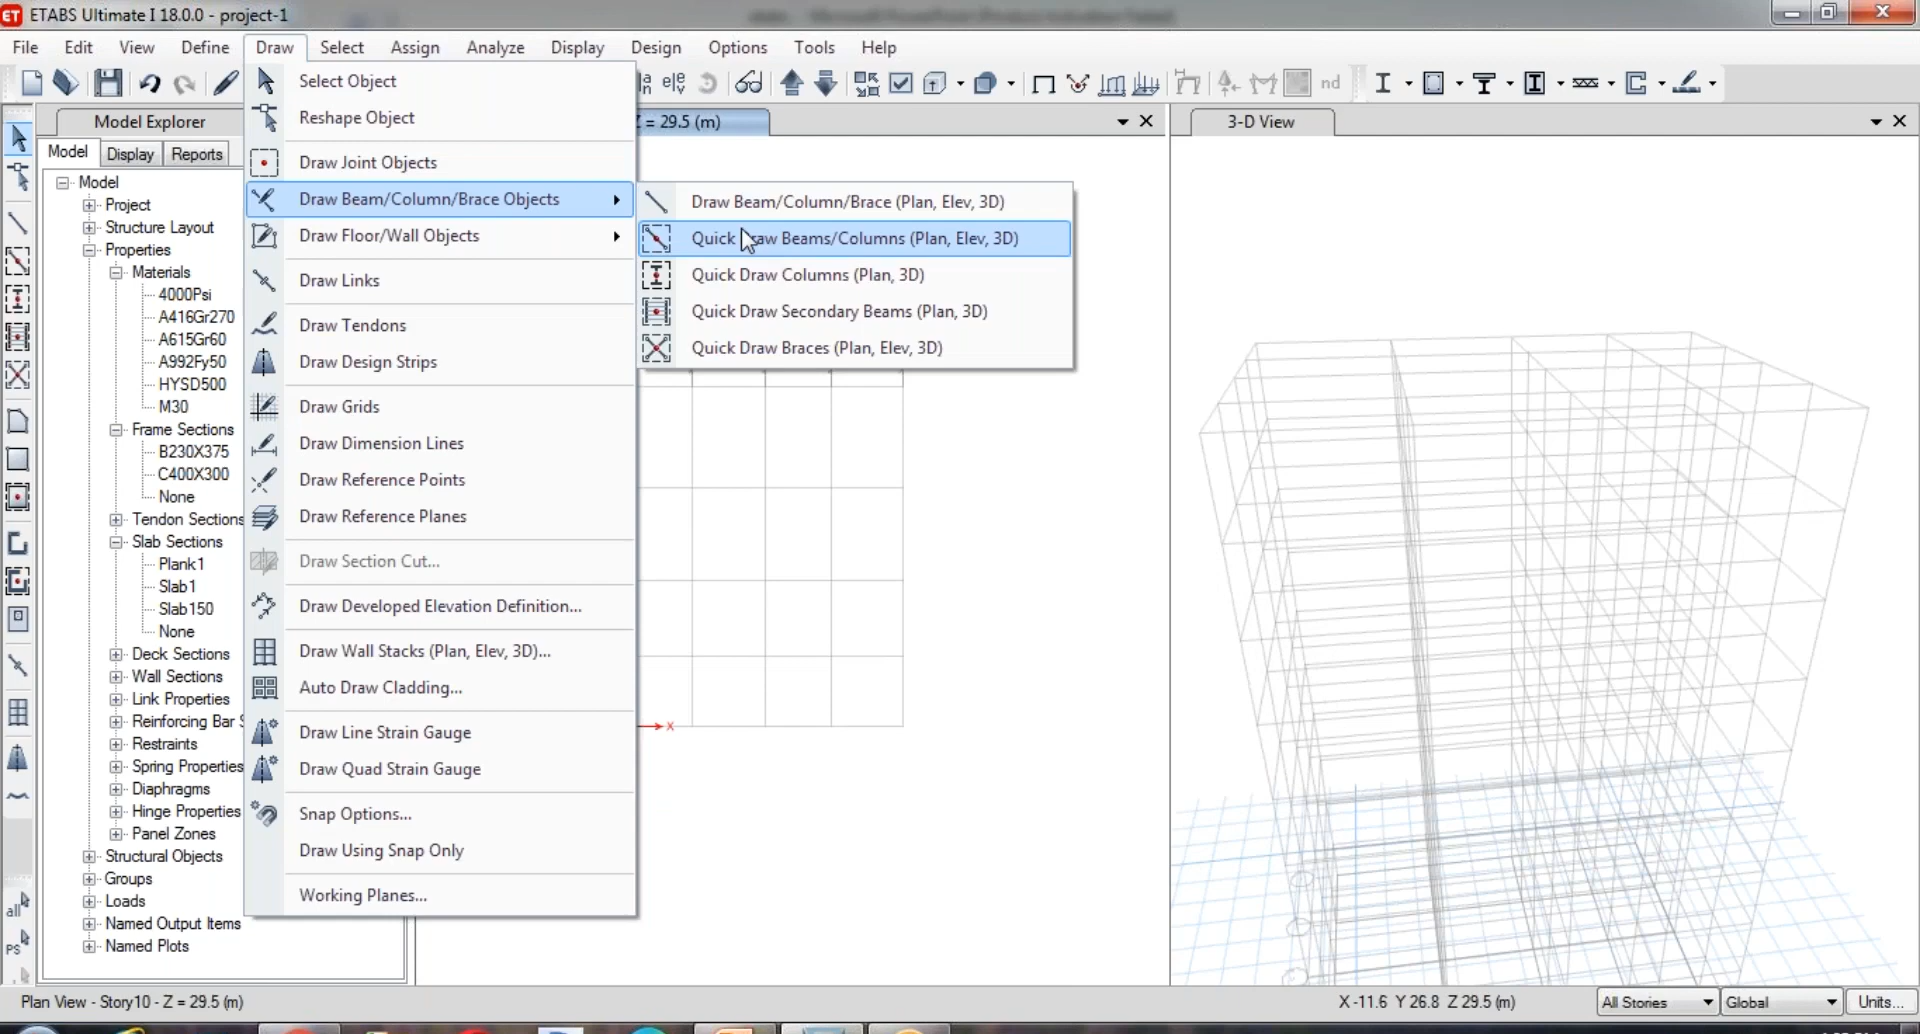 ETABS Ultimate I 18.0.0 - project-1
File Edit View Define Draw Select Assign Analyze Display Design Options Tools Help
nd
Model Explorer
Model Display Reports
Model
Project
Structure Layout
Properties
Materials
4000Psi
A416Gr270
A615Gr60
A992Fy50
HYSD500
M30
Frame Sections
B230X375
C400X300
None
Tendon Sections
Slab Sections
Plank1
Slab1
Slab150
None
Deck Sections
Wall Sections
Link Properties
Reinforcing Bar
Restraints
Spring Properties
Diaphragms
Hinge Properties
Panel Zones
Structural Objects
Groups
Loads
Named Output Items
Named Plots
all
PS
Select Object
Reshape Object
Draw Joint Objects
Draw Beam/Column/Brace Objects
Draw Floor/Wall Objects
Draw Links
Draw Tendons
Draw Design Strips
Draw Grids
Draw Dimension Lines
Draw Reference Points
Draw Reference Planes
Draw Section Cut...
Draw Developed Elevation Definition...
Draw Wall Stacks (Plan, Elev, 3D)...
Auto Draw Cladding...
Draw Line Strain Gauge
Draw Quad Strain Gauge
Snap Options...
Draw Using Snap Only
Working Planes...
Draw Beam/Column/Brace (Plan, Elev, 3D)
Quick Draw Beams/Columns (Plan, Elev, 3D)
Quick Draw Columns (Plan, 3D)
Quick Draw Secondary Beams (Plan, 3D)
Quick Draw Braces (Plan, Elev, 3D)
Z = 29.5 (m)
X
3-D View
Plan View - Story10 - Z = 29.5 (m)
X -11.6 Y 26.8 Z 29.5 (m)
All Stories
Global
Units...